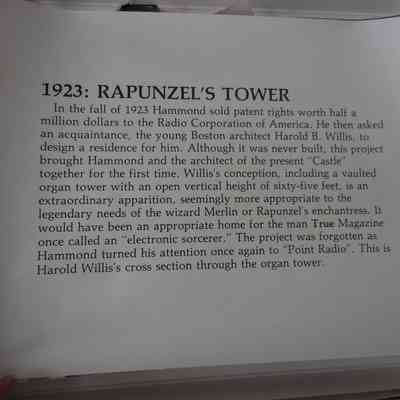 1923: RAPUNZEL'S TOWER
In the fall of 1923 Hammond sold patent rights worth half a
million dollars to the Radio Corporation of America. He then asked
an acquaintance, the young Boston architect Harold B. Willis, to
design a residence for him. Although it was never built, this project
brought Hammond and the architect of the present "Castle"
together for the first time. Willis's conception, including a vaulted
organ tower with an open vertical height of sixty-five feet, is an
extraordinary apparition, seemingly more appropriate to the
legendary needs of the wizard Merlin or Rapunzel's enchantress. It
would have been an appropriate home for the man True Magazine
once called an "electronic sorcerer." The project was forgotten as
Hammond turned his attention once again to "Point Radio". This is
Harold Willis's cross section through the organ tower.